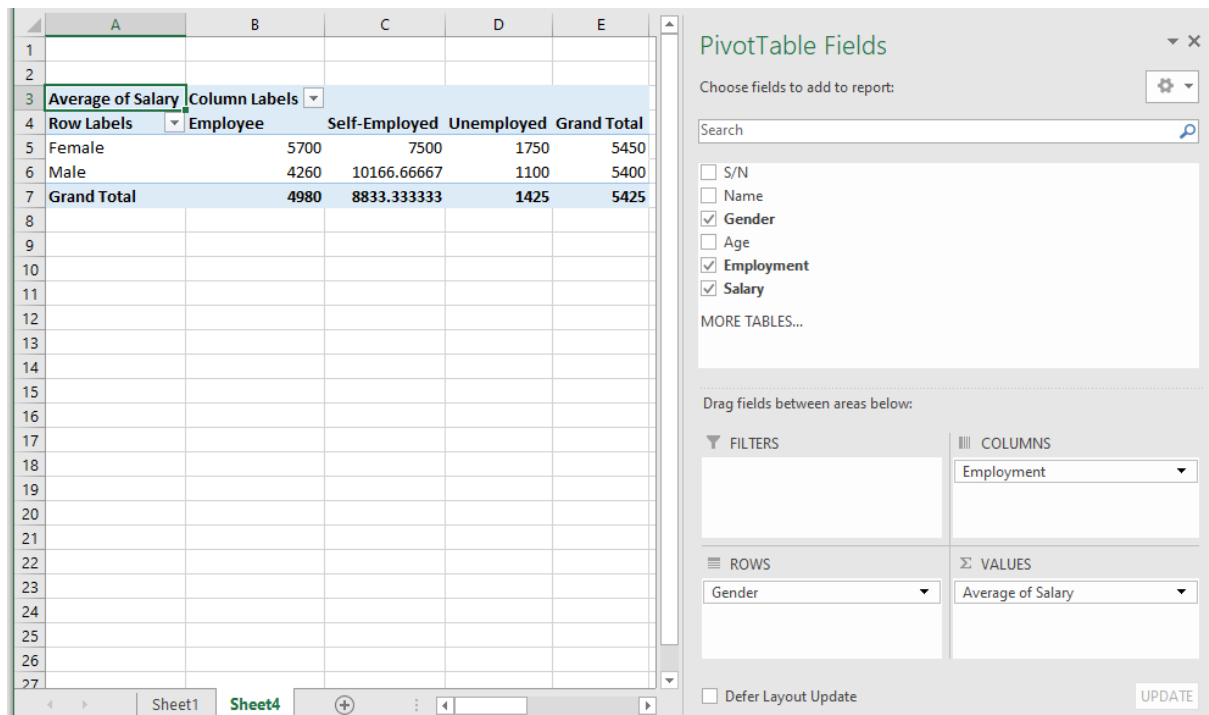 A B C D E
1
2
3 Average of Salary Column Labels
4 Row Labels Employee Self-Employed Unemployed Grand Total
5 Female 5700 7500 1750 5450
6 Male 4260 10166.66667 1100 5400
7 Grand Total 4980 8833.333333 1425 5425
8
9
10
11
12
13
14
15
16
17
18
19
20
21
22
23
24
25
26
27
Sheet1 Sheet4
PivotTable Fields
Choose fields to add to report:
Search
S/N
Name
Gender
Age
Employment
Salary
MORE TABLES...
Drag fields between areas below:
FILTERS
COLUMNS
Employment
ROWS
Gender
Σ VALUES
Average of Salary
Defer Layout Update
UPDATE